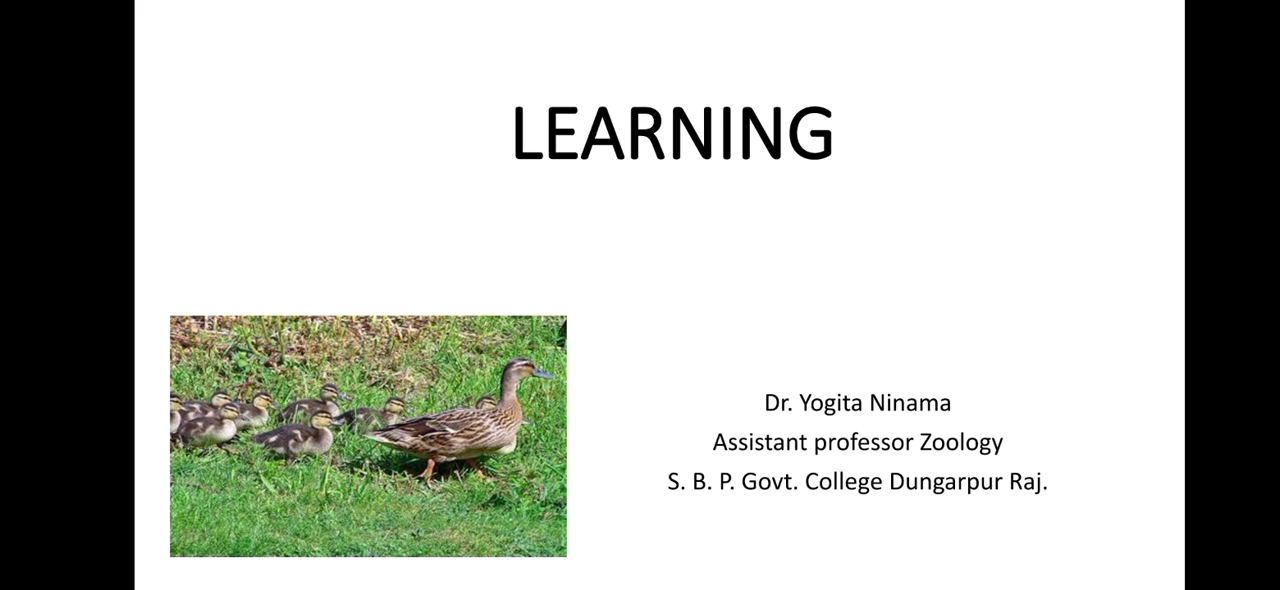 LEARNING
Dr. Yogita Ninama
Assistant professor Zoology
S. B. P. Govt. College Dungarpur Raj.